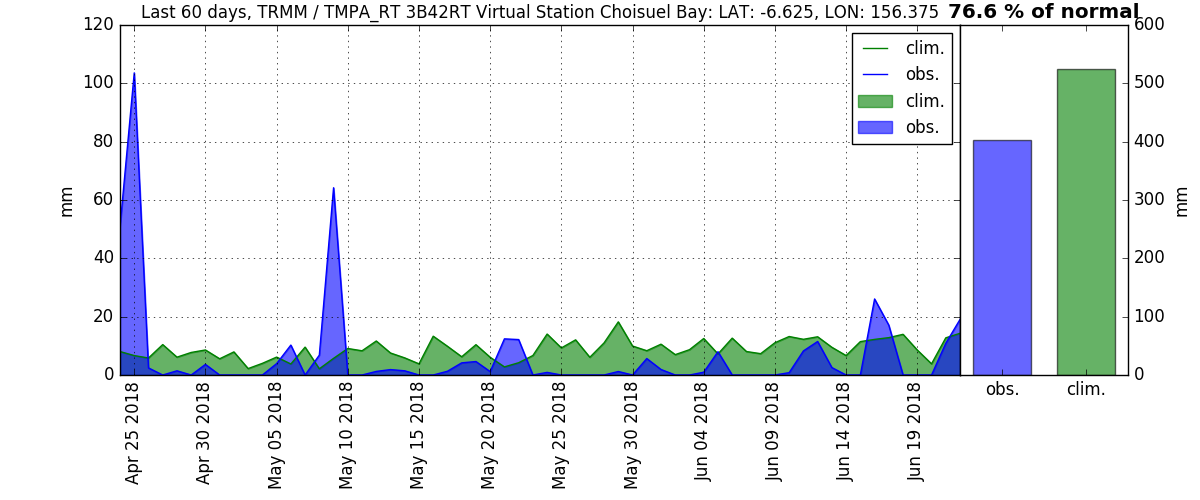 Last 60 days, TRMM / TMPA_RT 3B42RT Virtual Station Choisuel Bay: LAT: -6.625, LON: 156.375
76.6 % of normal
120
100
80
60
40
20
0
mm
clim.
obs.
clim.
obs.
600
500
400
300
200
100
0
mm
Apr 25 2018
Apr 30 2018
May 05 2018
May 10 2018
May 15 2018
May 20 2018
May 25 2018
May 30 2018
Jun 04 2018
Jun 09 2018
Jun 14 2018
Jun 19 2018
obs.
clim.